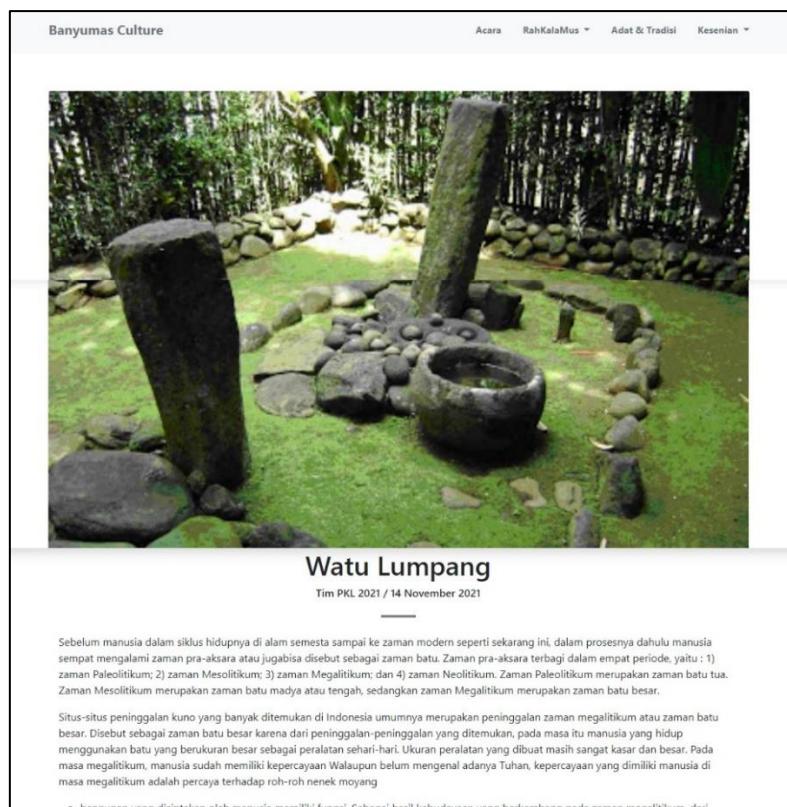 Banyumas Culture
Acara RahKalaMus Adat & Tradisi Kesenian
Watu Lumpang
Tim PKL 2021 / 14 November 2021
Sebelum manusia dalam siklus hidupnya di alam semesta sampai ke zaman modern seperti sekarang ini, dalam prosesnya dahulu manusia
sempat mengalami zaman pra-aksara atau jugabisa disebut sebagai zaman batu. Zaman pra-aksara terbagi dalam empat periode, yaitu : 1)
zaman Paleolitikum; 2) zaman Mesolitikum; 3) zaman Megalitikum; dan 4) zaman Neolitikum. Zaman Paleolitikum merupakan zaman batu tua.
Zaman Mesolitikum merupakan zaman batu madya atau tengah, sedangkan zaman Megalitikum merupakan zaman batu besar.
Situs-situs peninggalan kuno yang banyak ditemukan di Indonesia umumnya merupakan peninggalan zaman megalitikum atau zaman batu
besar. Disebut sebagai zaman batu besar karena dari peninggalan-peninggalan yang ditemukan, pada masa itu manusia yang hidup
menggunakan batu yang berukuran besar sebagai peralatan sehari-hari. Ukuran peralatan yang dibuat masih sangat kasar dan besar. Pada
masa megalitikum, manusia sudah memiliki kepercayaan Walaupun belum mengenal adanya Tuhan, kepercayaan yang dimiliki manusia di
masa megalitikum adalah percaya terhadap roh-roh nenek moyang